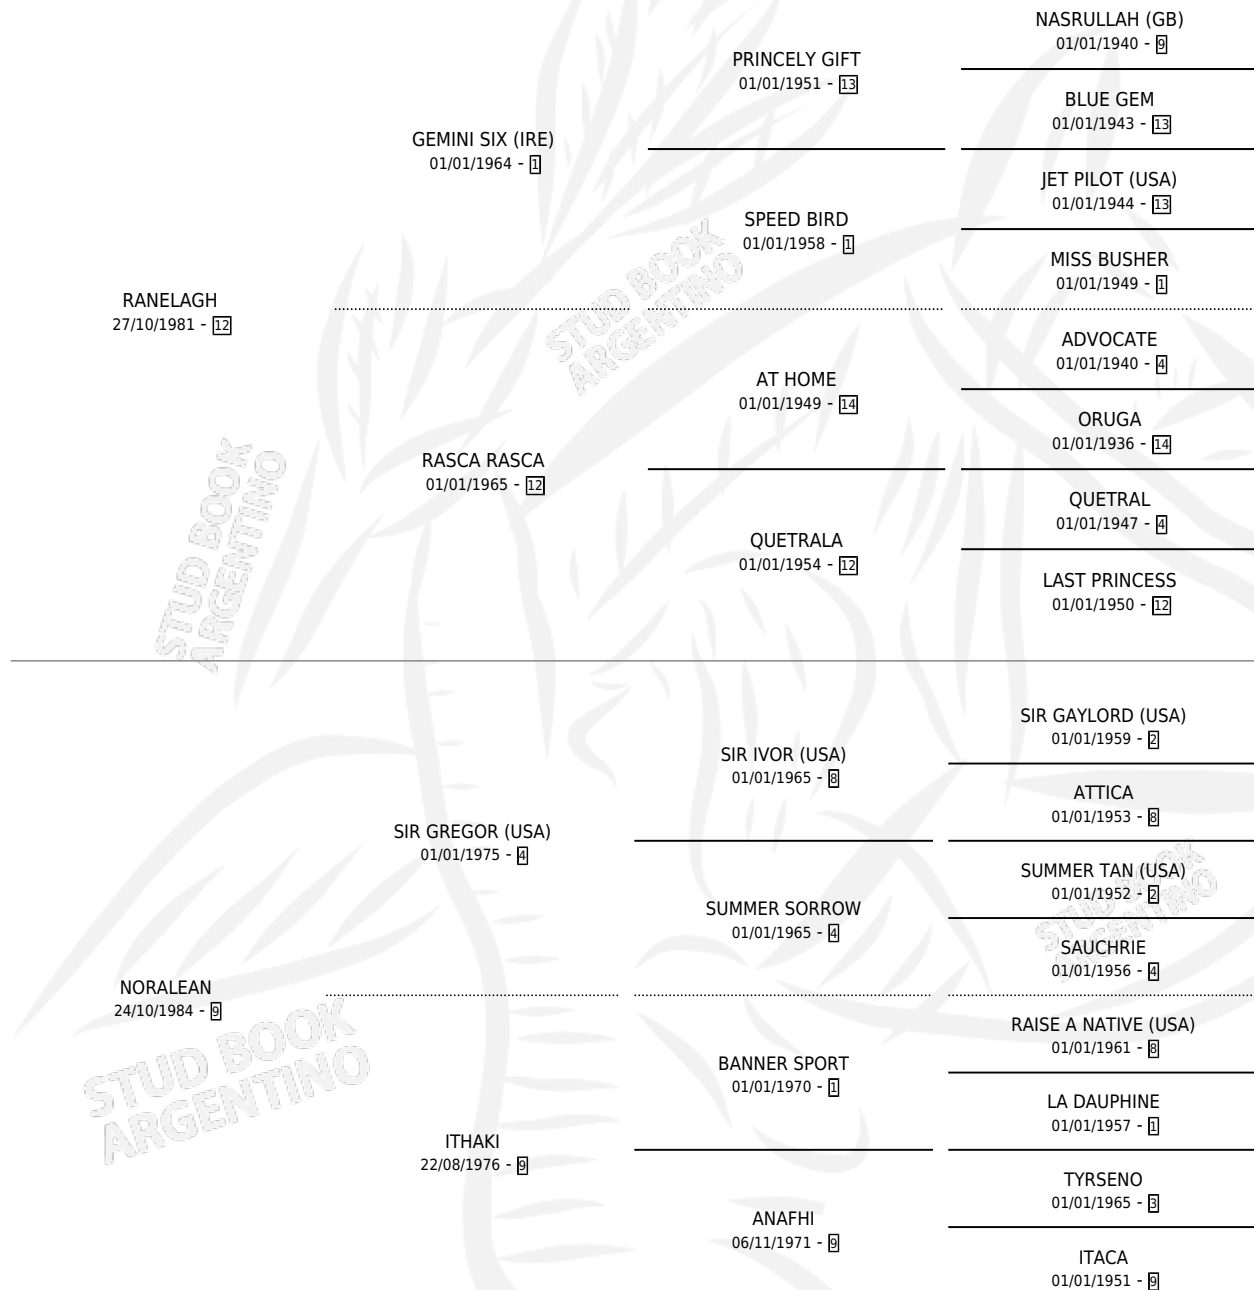 NASRULLAH (GB)
01/01/1940 - 9
PRINCELY GIFT
01/01/1951 - 13
BLUE GEM
01/01/1943 - 13
GEMINI SIX (IRE)
01/01/1964 - 1
JET PILOT (USA)
01/01/1944 - 13
SPEED BIRD
01/01/1958 - 1
MISS BUSHER
01/01/1949 - 1
RANELAGH
27/10/1981 - 12
ADVOCATE
01/01/1940 - 4
AT HOME
01/01/1949 - 14
ORUGA
01/01/1936 - 14
RASCA RASCA
01/01/1965 - 12
QUETRAL
01/01/1947 - 4
QUETRALA
01/01/1954 - 12
LAST PRINCESS
01/01/1950 - 12
SIR GAYLORD (USA)
01/01/1959 - 2
SIR IVOR (USA)
01/01/1965 - 8
ATTICA
01/01/1953 - 8
SIR GREGOR (USA)
01/01/1975 - 4
SUMMER TAN (USA)
01/01/1952 - 2
SUMMER SORROW
01/01/1965 - 4
SAUCHRIE
01/01/1956 - 4
NORALEAN
24/10/1984 - 9
RAISE A NATIVE (USA)
01/01/1961 - 8
BANNER SPORT
01/01/1970 - 1
LA DAUPHINE
01/01/1957 - 1
ITHAKI
22/08/1976 - 9
TYRSENO
01/01/1965 - 3
ANAFHI
06/11/1971 - 9
ITACA
01/01/1951 - 9
STUD BOOK
ARGENTINO
STUD BOOK
ARGENTINO
STUD BOOK
ARGENTINO
STUD BOOK
ARGENTINO